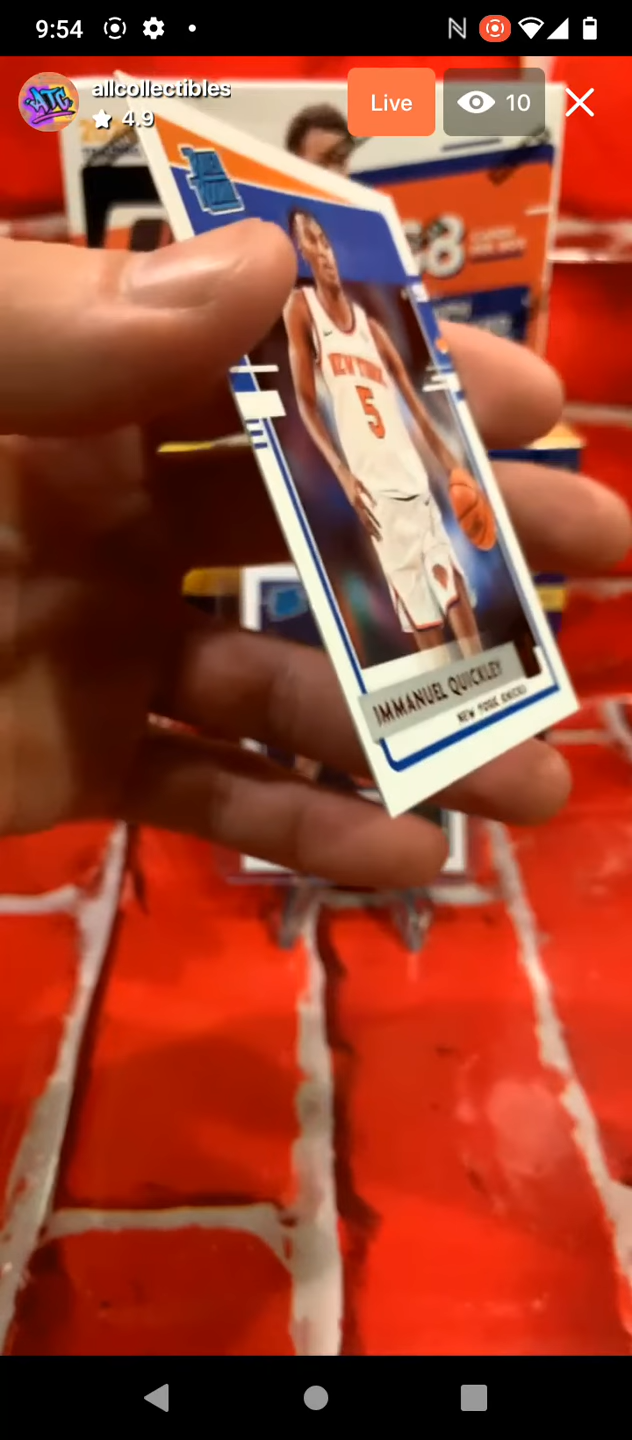 9:54
allcollectibles
4.9
Live
10
NEW YORK
5
IMMANUEL QUICKLEY
NEW YORK KNICKS